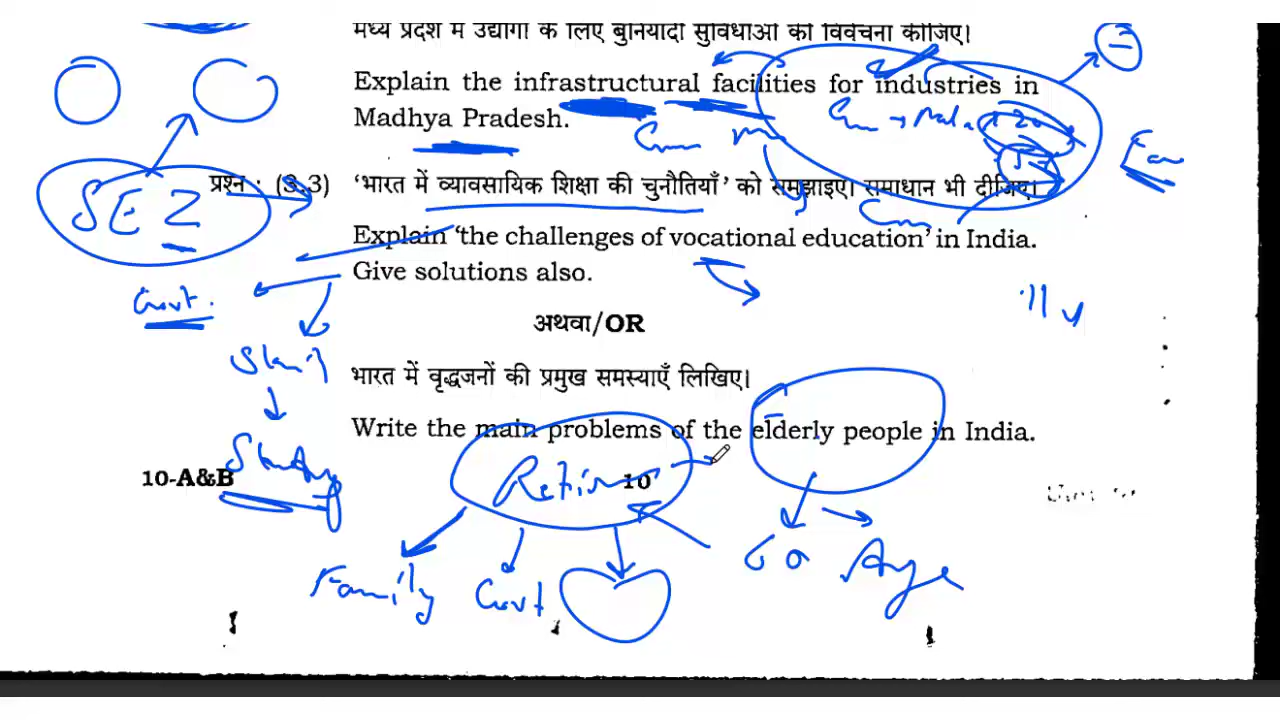 मध्य प्रदेश में उद्योगों के लिए बुनियादी सुविधाओं की विवेचना कीजिए।
Explain the infrastructural facilities for industries in
Madhya Pradesh.
SEZ
प्रश्न : (3.3) 'भारत में व्यावसायिक शिक्षा की चुनौतियाँ' को समझाइए। समाधान भी दीजिए।
Explain 'the challenges of vocational education' in India.
Give solutions also.
Govt.
अथवा/OR
भारत में वृद्धजनों की प्रमुख समस्याएँ लिखिए।
Write the main problems of the elderly people in India.
10-A&B
10
60 Age
Family Govt